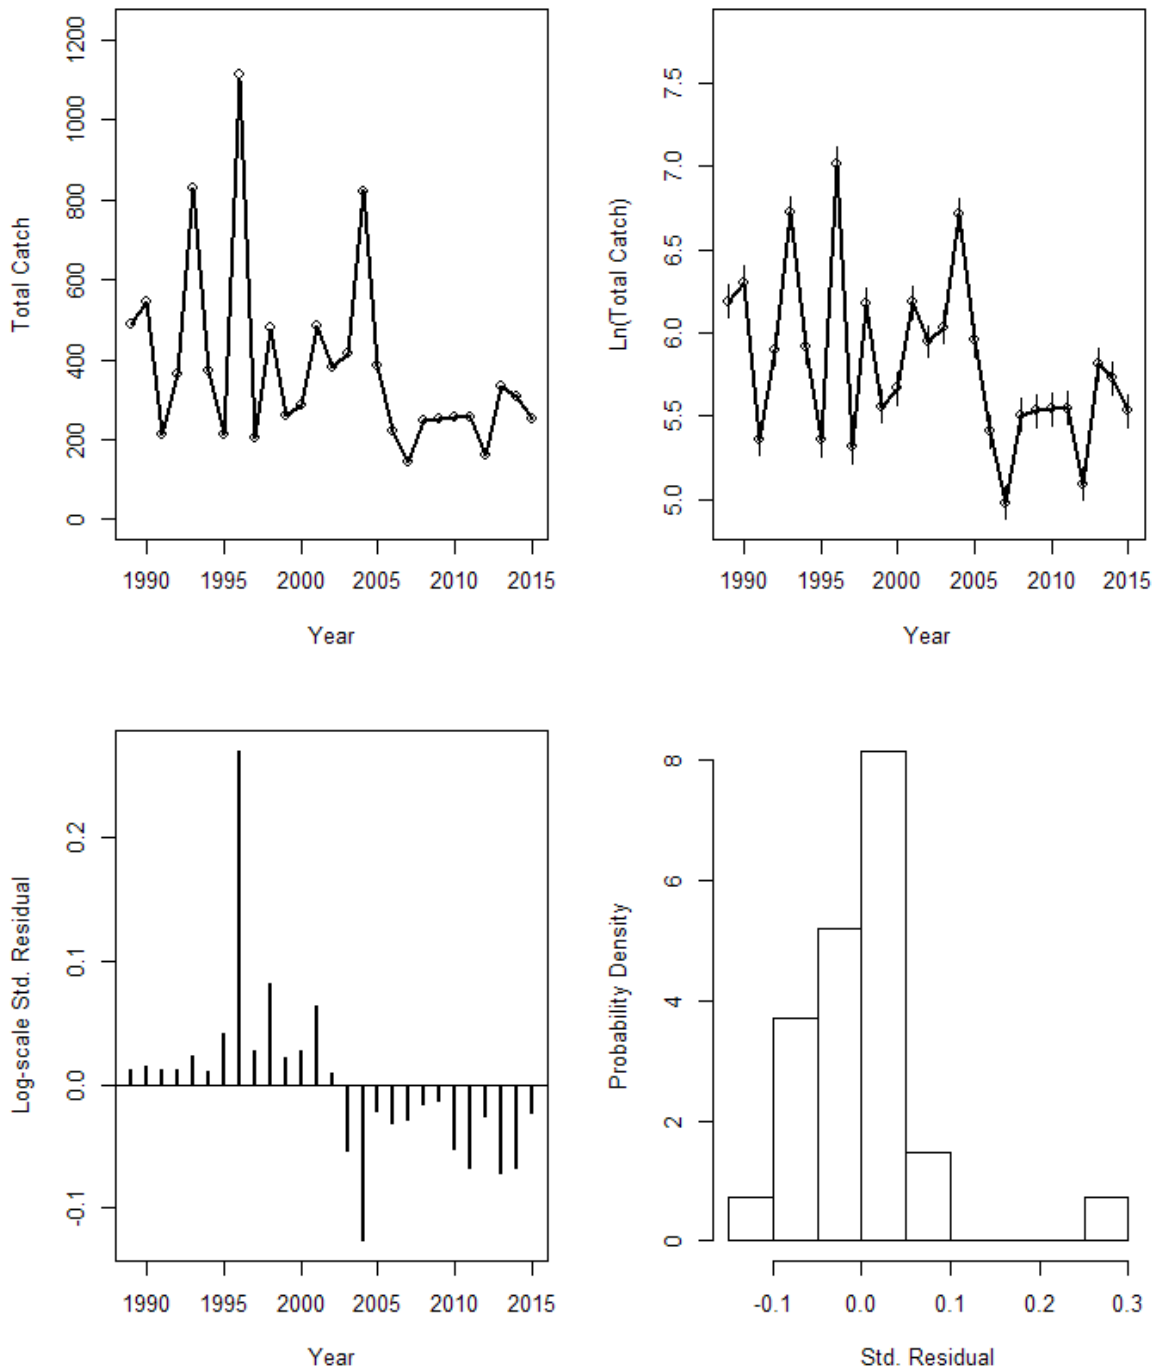 Total Catch
0
200
400
600
800
1000
1200
1990 1995 2000 2005 2010 2015
Year
Ln(Total Catch)
5.0
5.5
6.0
6.5
7.0
7.5
1990 1995 2000 2005 2010 2015
Year
Log-scale Std. Residual
-0.1
0.0
0.1
0.2
1990 1995 2000 2005 2010 2015
Year
Probability Density
0
2
4
6
8
-0.1 0.0 0.1 0.2 0.3
Std. Residual